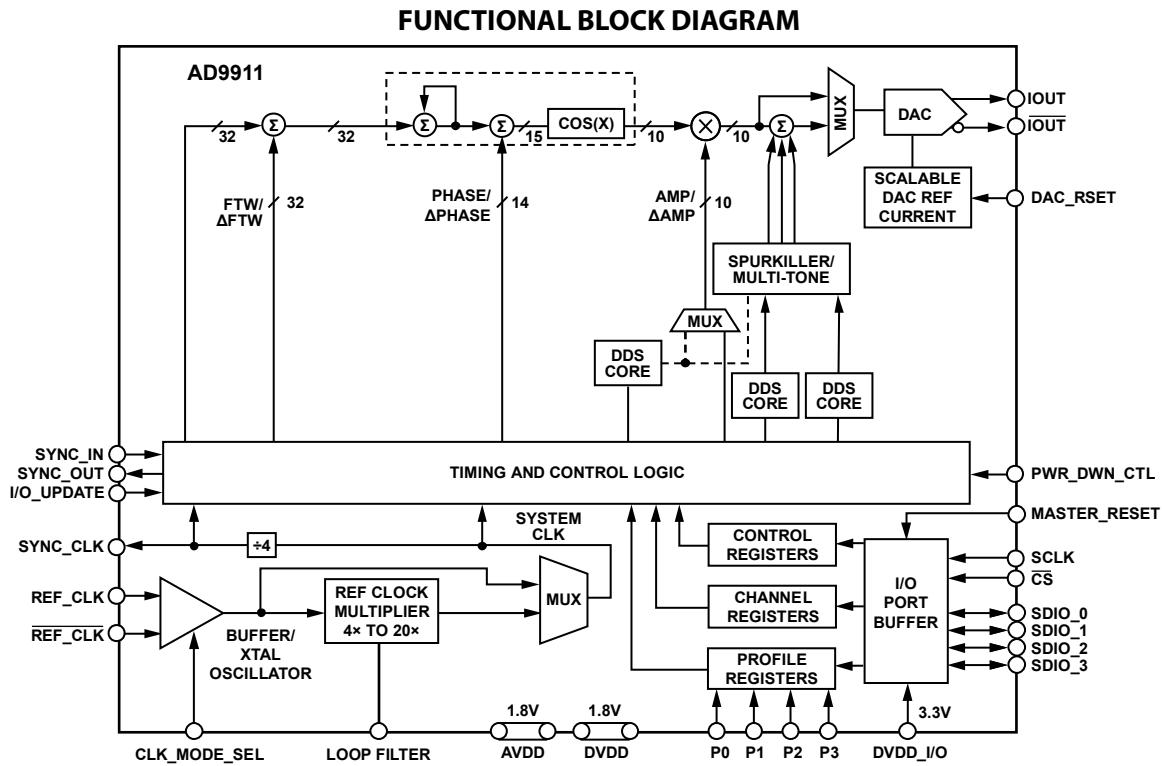 FUNCTIONAL BLOCK DIAGRAM
AD9911
32
Σ
32
Σ
Σ
15
COS(X)
10
×
10
Σ
MUX
DAC
IOUT
IOUT
SCALABLE
DAC REF
CURRENT
DAC_RSET
FTW/
ΔFTW
32
PHASE/
ΔPHASE
14
AMP/
ΔAMP
10
SPURKILLER/
MULTI-TONE
MUX
DDS
CORE
DDS
CORE
DDS
CORE
SYNC_IN
SYNC_OUT
I/O_UPDATE
TIMING AND CONTROL LOGIC
PWR_DWN_CTL
MASTER_RESET
SYNC_CLK
÷4
SYSTEM
CLK
REF_CLK
REF_CLK
BUFFER/
XTAL
OSCILLATOR
REF CLOCK
MULTIPLIER
4× TO 20×
MUX
CONTROL
REGISTERS
CHANNEL
REGISTERS
PROFILE
REGISTERS
I/O
PORT
BUFFER
SCLK
CS
SDIO_0
SDIO_1
SDIO_2
SDIO_3
1.8V
1.8V
3.3V
CLK_MODE_SEL
LOOP FILTER
AVDD
DVDD
P0
P1
P2
P3
DVDD_I/O